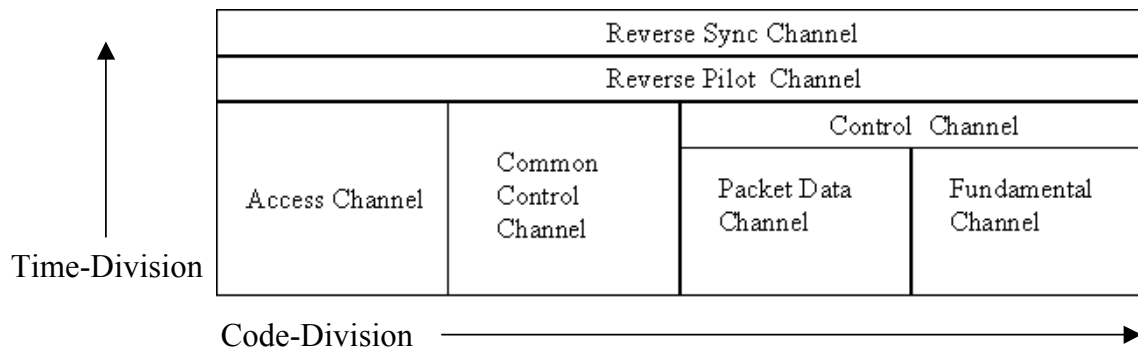 Reverse Sync Channel
Reverse Pilot Channel
Control Channel
Access Channel
Common
Control
Channel
Packet Data
Channel
Fundamental
Channel
Time-Division
Code-Division